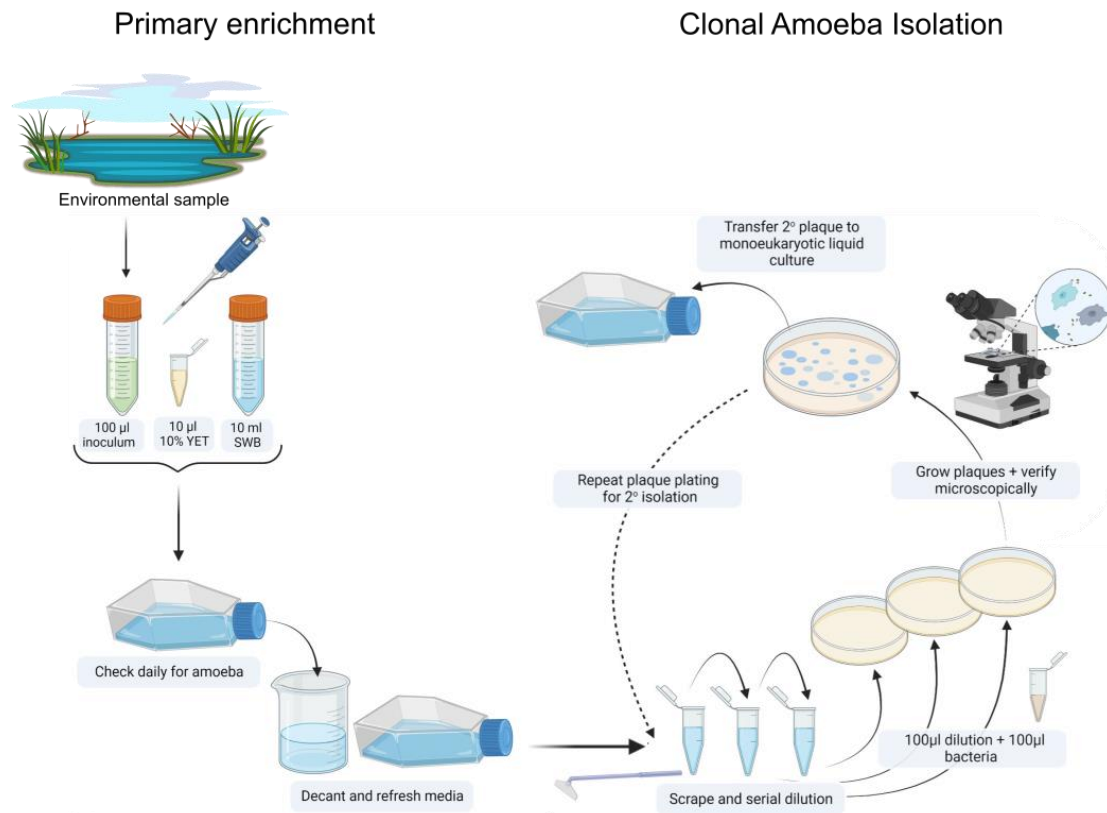 Primary enrichment
Clonal Amoeba Isolation
Environmental sample
100 µl
inoculum
10 µl
10% YET
10 ml
SWB
Check daily for amoeba
Decant and refresh media
Transfer 2° plaque to
monoeukaryotic liquid
culture
Repeat plaque plating
for 2° isolation
Grow plaques + verify
microscopically
100µl dilution + 100µl
bacteria
Scrape and serial dilution